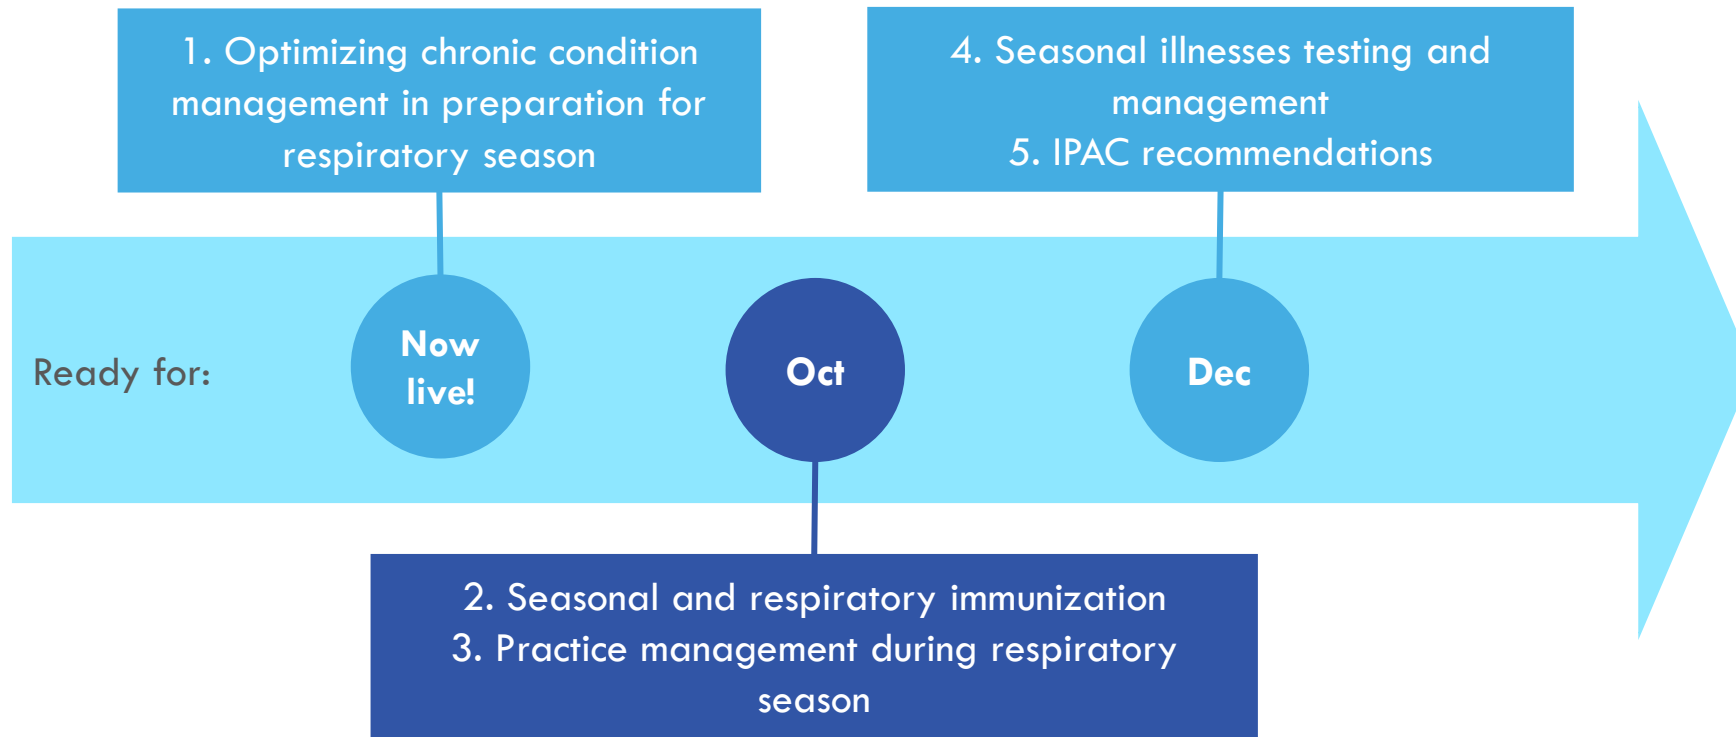 1. Optimizing chronic condition
management in preparation for
respiratory season
4. Seasonal illnesses testing and
management
5. IPAC recommendations
Ready for:
Now
live!
Oct
Dec
2. Seasonal and respiratory immunization
3. Practice management during respiratory
season